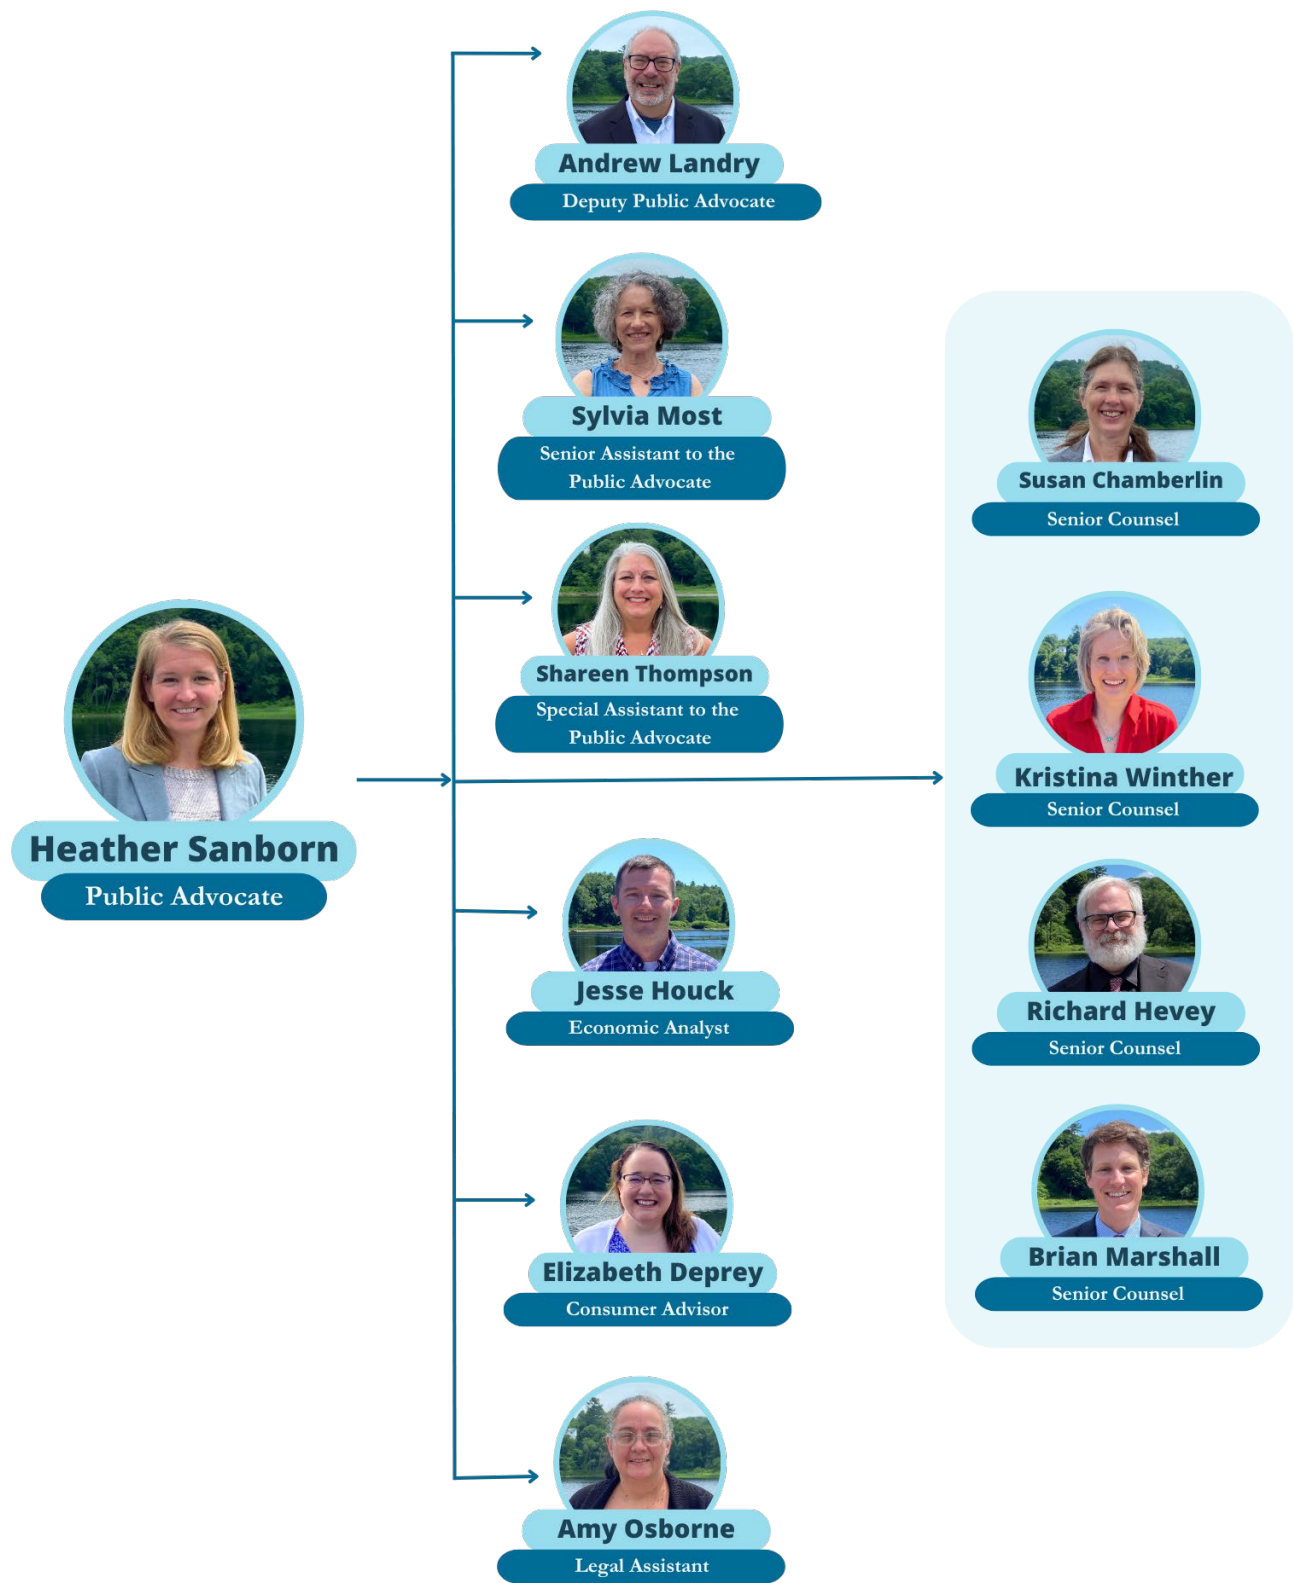 Andrew Landry
Deputy Public Advocate
Sylvia Most
Senior Assistant to the
Public Advocate
Shareen Thompson
Special Assistant to the
Public Advocate
Heather Sanborn
Public Advocate
Jesse Houck
Economic Analyst
Elizabeth Deprey
Consumer Advisor
Amy Osborne
Legal Assistant
Susan Chamberlin
Senior Counsel
Kristina Winther
Senior Counsel
Richard Hevey
Senior Counsel
Brian Marshall
Senior Counsel